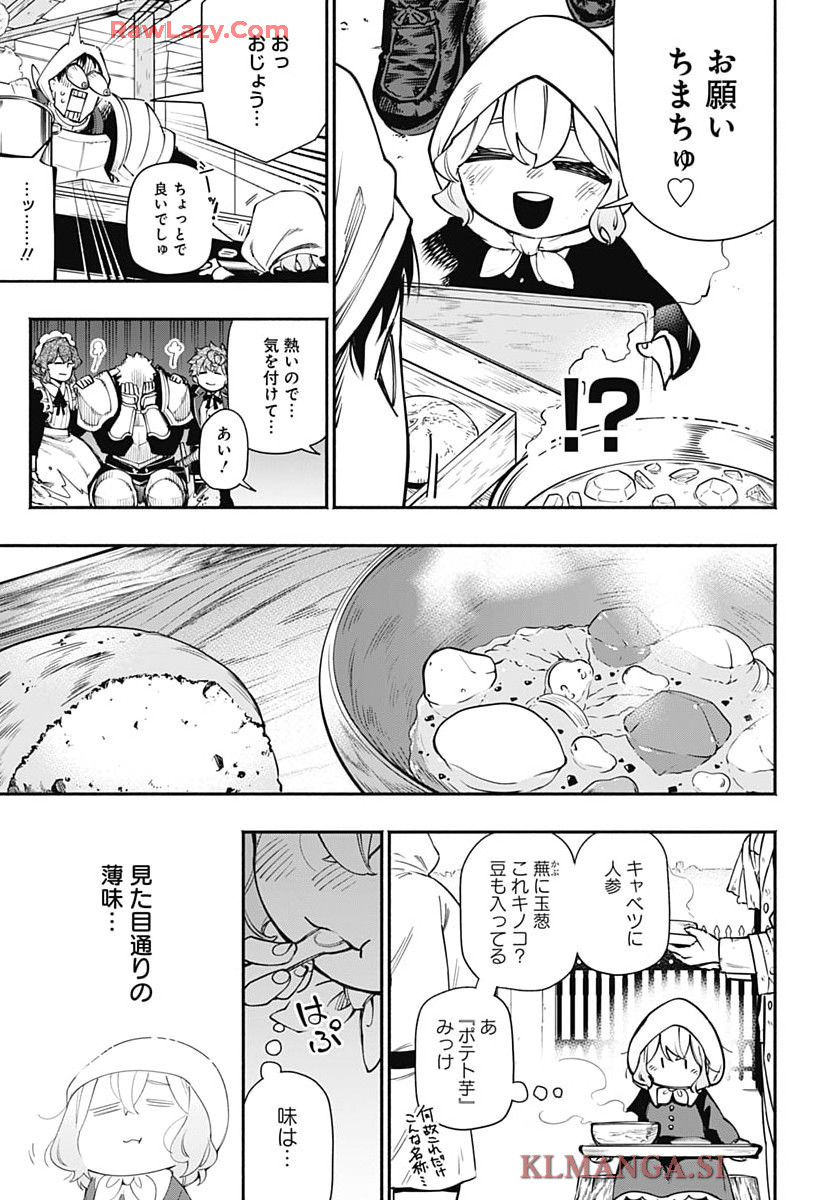 RawLazy.Com
お願い
ちまちゅ♡
!?
おっ
おじょう…
シーッ!
ちょっとで
良いでしゅ
…ッ…!!
熱いので…
気を付けて…
あい!
キャベツに
人参
蕪に玉葱
かぶ
これキノコ?
豆も入ってる
あ
『ポテト芋』
みっけ
何故これだけ
こんな名称…
はぷ
味は…
見た目通りの
薄味…
KLMANGA.SI